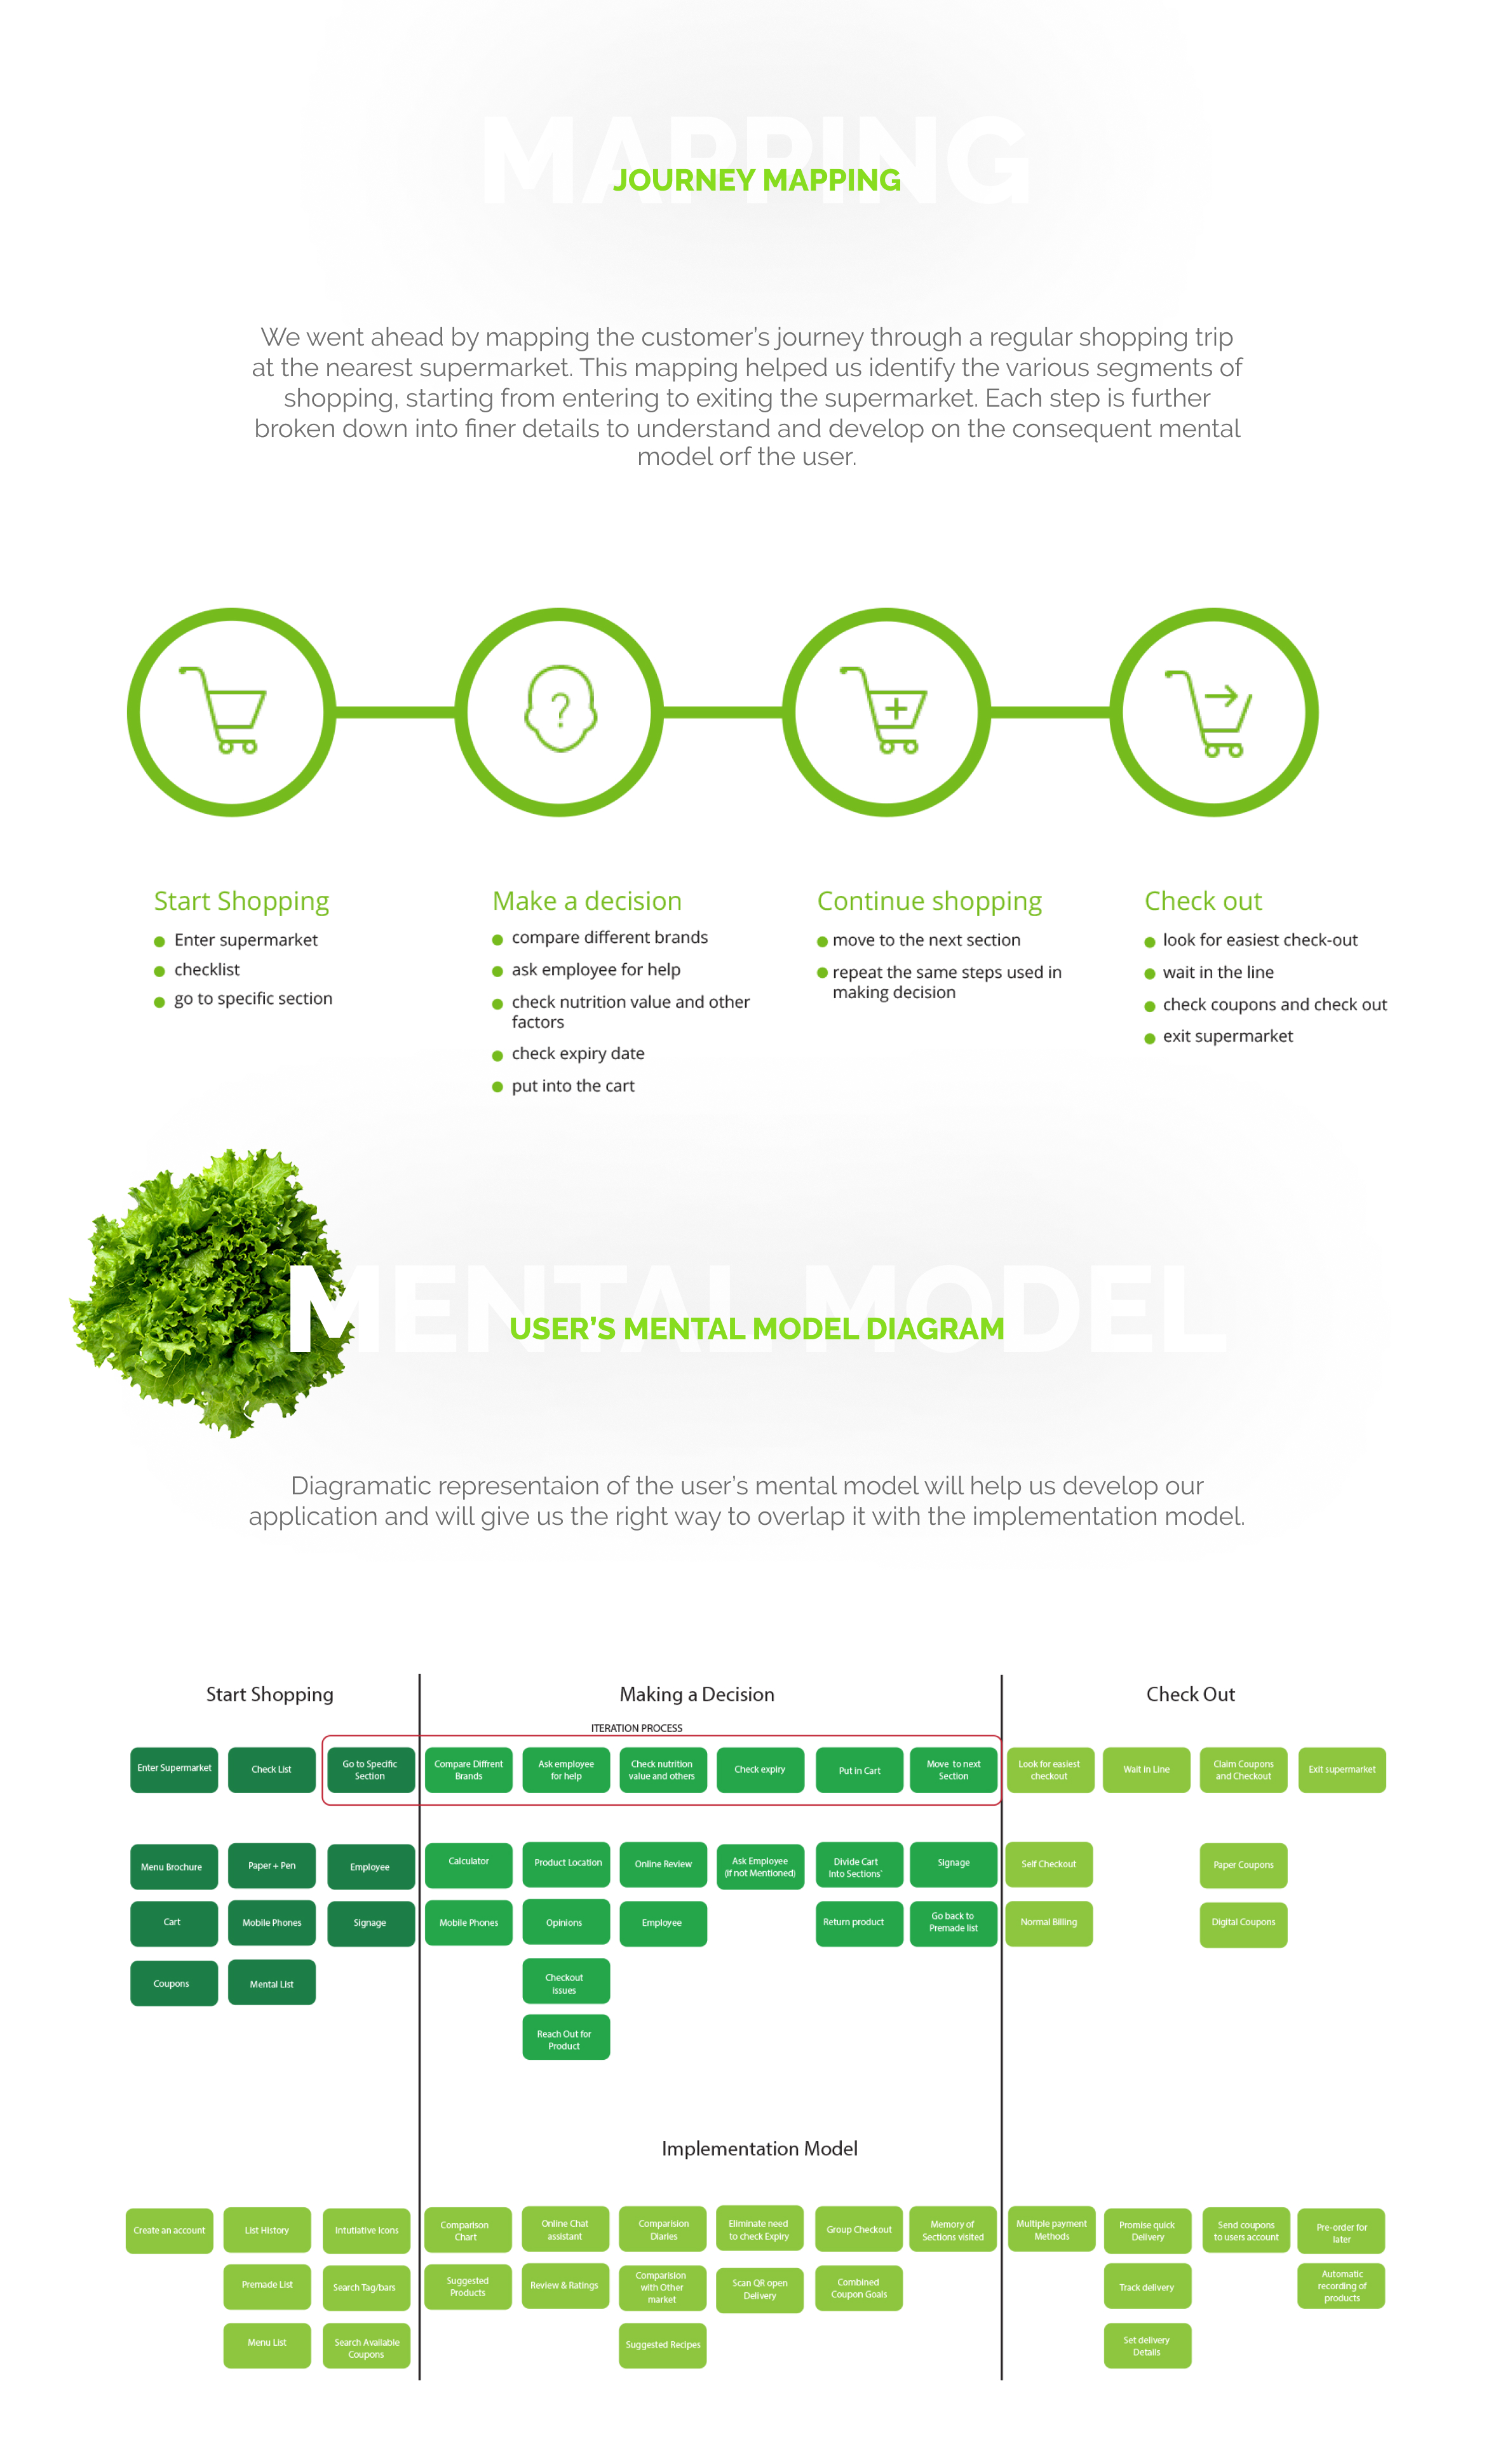 MAPPING
JOURNEY MAPPING
We went ahead by mapping the customer's journey through a regular shopping trip
at the nearest supermarket. This mapping helped us identify the various segments of
shopping, starting from entering to exiting the supermarket. Each step is further
broken down into finer details to understand and develop on the consequent mental
model orf the user.
?
Start Shopping
Enter supermarket
checklist
go to specific section
Make a decision
compare different brands
ask employee for help
check nutrition value and other
factors
check expiry date
put into the cart
Continue shopping
move to the next section
repeat the same steps used in
making decision
Check out
look for easiest check-out
wait in the line
check coupons and check out
exit supermarket
MENTAL MODEL
USER'S MENTAL MODEL DIAGRAM
Diagramatic representaion of the user's mental model will help us develop our
application and will give us the right way to overlap it with the implementation model.
Start Shopping
Making a Decision
Check Out
ITERATION PROCESS
Enter Supermarket
Check List
Go to Specific
Section
Compare Diffrent
Brands
Ask employee
for help
Check nutrition
value and others
Check expiry
Put in Cart
Move to next
Section
Look for easiest
checkout
Wait in Line
Claim Coupons
and Checkout
Exit supermarket
Menu Brochure
Paper + Pen
Employee
Calculator
Product Location
Online Review
Ask Employee
(If not Mentioned)
Divide Cart
Into Sections'
Signage
Self Checkout
Paper Coupons
Cart
Mobile Phones
Signage
Mobile Phones
Opinions
Employee
Return product
Go back to
Premade list
Normal Billing
Digital Coupons
Coupons
Mental List
Checkout
issues
Reach Out for
Product
Implementation Model
Create an account
List History
Intutiative Icons
Comparison
Chart
Online Chat
assistant
Comparision
Diaries
Eliminate need
to check Expiry
Group Checkout
Memory of
Sections visited
Multiple payment
Methods
Promise quick
Delivery
Send coupons
to users account
Pre-order for
later
Premade List
Search Tag/bars
Suggested
Products
Review & Ratings
Comparision
with Other
market
Scan QR open
Delivery
Combined
Coupon Goals
Track delivery
Automatic
recording of
products
Menu List
Search Available
Coupons
Suggested Recipes
Set delivery
Details